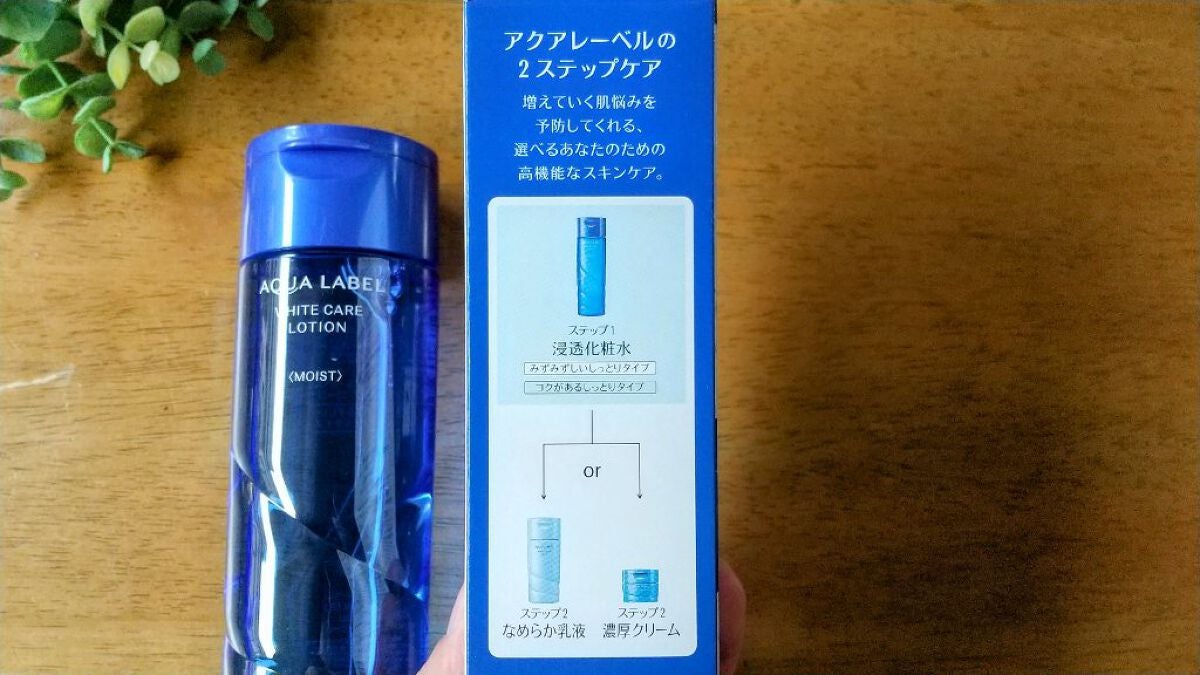 AQUA LABEL
WHITE CARE
LOTION
〈MOIST〉
アクアレーベルの
2ステップケア
増えていく肌悩みを
予防してくれる、
選べるあなたのための
高機能なスキンケア。
ステップ1
浸透化粧水
みずみずしいしっとりタイプ
コクがあるしっとりタイプ
or
ステップ2
なめらか乳液
ステップ2
濃厚クリーム